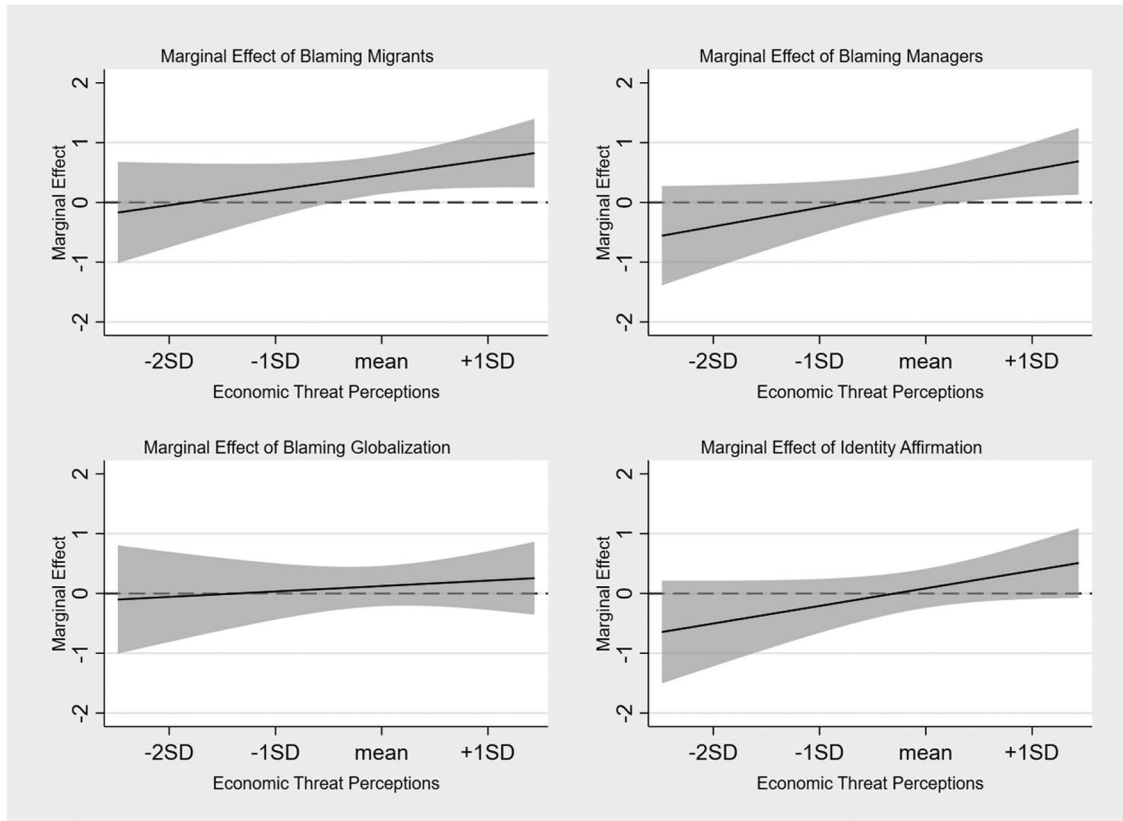 Marginal Effect of Blaming Migrants
Marginal Effect
2
1
0
-1
-2
-2SD -1SD mean +1SD
Economic Threat Perceptions
Marginal Effect of Blaming Managers
Marginal Effect
2
1
0
-1
-2
-2SD -1SD mean +1SD
Economic Threat Perceptions
Marginal Effect of Blaming Globalization
Marginal Effect
2
1
0
-1
-2
-2SD -1SD mean +1SD
Economic Threat Perceptions
Marginal Effect of Identity Affirmation
Marginal Effect
2
1
0
-1
-2
-2SD -1SD mean +1SD
Economic Threat Perceptions